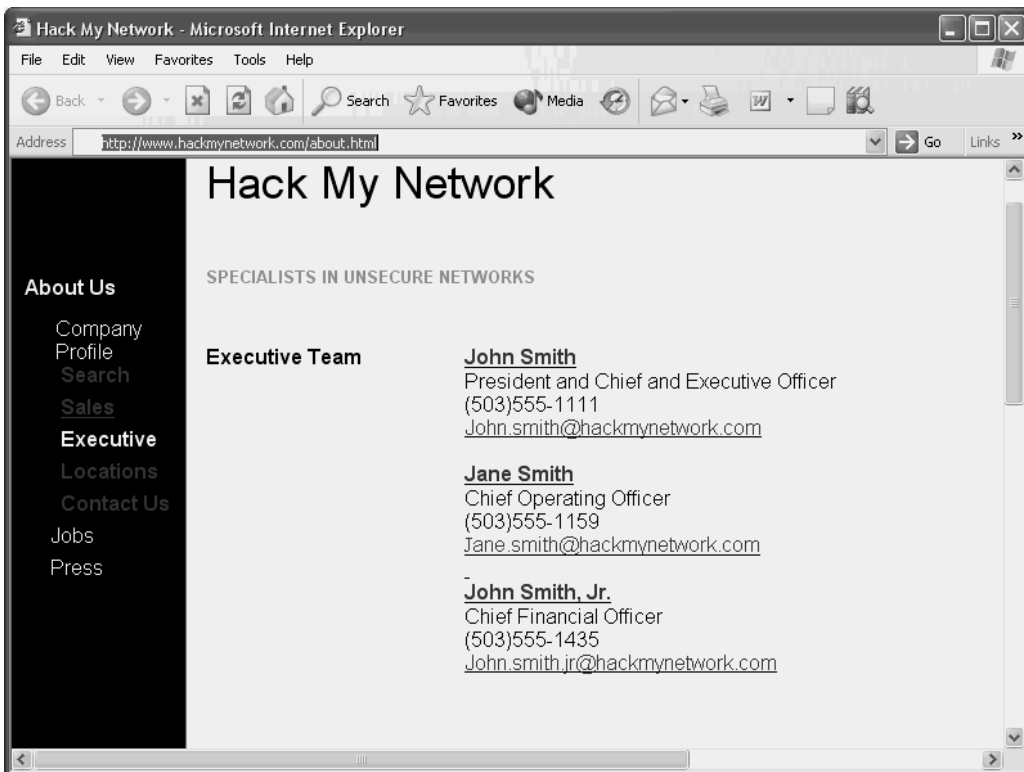 Hack My Network - Microsoft Internet Explorer
File Edit View Favorites Tools Help
Back Search Favorites Media W
Address http://www.hackmynetwork.com/about.html Go Links »
Hack My Network
SPECIALISTS IN UNSECURE NETWORKS
About Us
Company
Profile
Search
Sales
Executive
Locations
Contact Us
Jobs
Press
Executive Team
John Smith
President and Chief and Executive Officer
(503)555-1111
John.smith@hackmynetwork.com
Jane Smith
Chief Operating Officer
(503)555-1159
Jane.smith@hackmynetwork.com
John Smith, Jr.
Chief Financial Officer
(503)555-1435
John.smith.jr@hackmynetwork.com